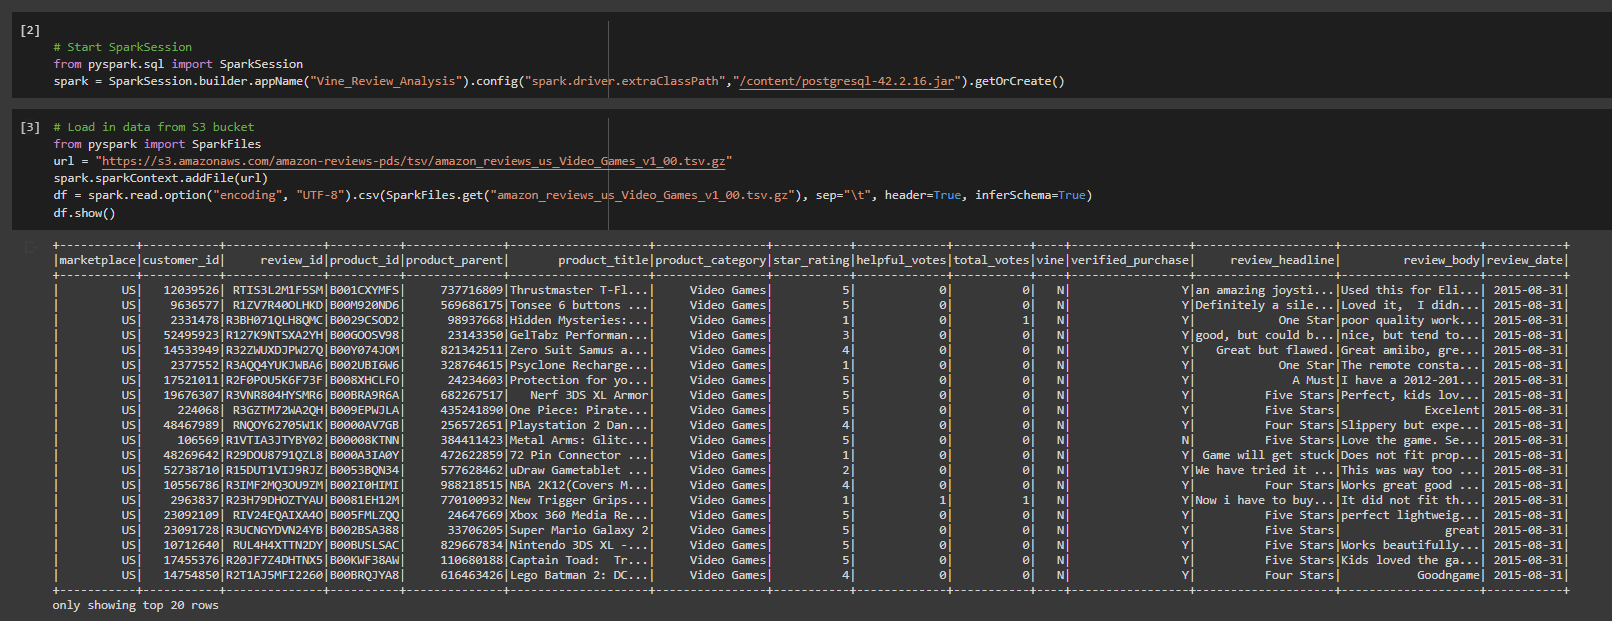 [2]
# Start SparkSession
from pyspark.sql import SparkSession
spark = SparkSession.builder.appName("Vine_Review_Analysis").config("spark.driver.extraClassPath","/content/postgresql-42.2.16.jar").getOrCreate()
[3] # Load in data from S3 bucket
from pyspark import SparkFiles
url = "https://s3.amazonaws.com/amazon-reviews-pds/tsv/amazon_reviews_us_Video_Games_v1_00.tsv.gz"
spark.sparkContext.addFile(url)
df = spark.read.option("encoding", "UTF-8").csv(SparkFiles.get("amazon_reviews_us_Video_Games_v1_00.tsv.gz"), sep="\t", header=True, inferSchema=True)
df.show()
+-----------+-----------+--------------+----------+--------------+--------------------+----------------+-----------+-------------+-----------+----+-----------------+--------------------+--------------------+-----------+
|marketplace|customer_id|     review_id|product_id|product_parent|       product_title|product_category|star_rating|helpful_votes|total_votes|vine|verified_purchase|     review_headline|         review_body|review_date|
+-----------+-----------+--------------+----------+--------------+--------------------+----------------+-----------+-------------+-----------+----+-----------------+--------------------+--------------------+-----------+
|         US|   12039526| RTIS3L2M1F5SM|B001CXYMFS|     737716809|Thrustmaster T-Fl...|     Video Games|          5|            0|          0|   N|                Y|an amazing joysti...|Used this for Eli...| 2015-08-31|
|         US|    9636577| R1ZV7R40OLHKD|B00M920ND6|     569686175|Tonsee 6 buttons ...|     Video Games|          5|            0|          0|   N|                Y|Definitely a sile...|Loved it,  I didn...| 2015-08-31|
|         US|    2331478|R3BH071QLH8QMC|B0029CSOD2|      98937668|Hidden Mysteries:...|     Video Games|          1|            0|          1|   N|                Y|            One Star|poor quality work...| 2015-08-31|
|         US|   52495923|R127K9NTSXA2YH|B00GOOSV98|      23143350|GelTabz Performan...|     Video Games|          3|            0|          0|   N|                Y|good, but could b...|nice, but tend to...| 2015-08-31|
|         US|   14533949|R32ZWUXDJPW27Q|B00Y074JOM|     821342511|Zero Suit Samus a...|     Video Games|          4|            0|          0|   N|                Y|   Great but flawed.|Great amiibo, gre...| 2015-08-31|
|         US|    2377552|R3AQQ4YUKJWBA6|B002UBI6W6|     328764615|Psyclone Recharge...|     Video Games|          1|            0|          0|   N|                Y|            One Star|The remote consta...| 2015-08-31|
|         US|   17521011|R2F0POU5K6F73F|B008XHCLFO|      24234603|Protection for yo...|     Video Games|          5|            0|          0|   N|                Y|              A Must|I have a 2012-201...| 2015-08-31|
|         US|   19676307|R3VNR804HYSMR6|B00BRA9R6A|     682267517|   Nerf 3DS XL Armor|     Video Games|          5|            0|          0|   N|                Y|          Five Stars|Perfect, kids lov...| 2015-08-31|
|         US|     224068| R3GZTM72WA2QH|B009EPWJLA|     435241890|One Piece: Pirate...|     Video Games|          5|            0|          0|   N|                Y|          Five Stars|            Excelent| 2015-08-31|
|         US|   48467989| RNQOY62705W1K|B0000AV7GB|     256572651|Playstation 2 Dan...|     Video Games|          4|            0|          0|   N|                Y|          Four Stars|Slippery but expe...| 2015-08-31|
|         US|     106569|R1VTIA3JTYBY02|B00008KTNN|     384411423|Metal Arms: Glitc...|     Video Games|          5|            0|          0|   N|                N|          Five Stars|Love the game. Se...| 2015-08-31|
|         US|   48269642|R29DOU8791QZL8|B000A3IA0Y|     472622859|72 Pin Connector ...|     Video Games|          1|            0|          0|   N|                Y| Game will get stuck|Does not fit prop...| 2015-08-31|
|         US|   52738710|R15DUT1VIJ9RJZ|B0053BQN34|     577628462|uDraw Gametablet ...|     Video Games|          2|            0|          0|   N|                Y|We have tried it ...|This was way too ...| 2015-08-31|
|         US|   10556786|R3IMF2MQ3OU9ZM|B002I0HIMI|     988218515|NBA 2K12(Covers M...|     Video Games|          4|            0|          0|   N|                Y|          Four Stars|Works great good ...| 2015-08-31|
|         US|    2963837|R23H79DHOZTYAU|B0081EH12M|     770100932|New Trigger Grips...|     Video Games|          1|            1|          1|   N|                Y|Now i have to buy...|It did not fit th...| 2015-08-31|
|         US|   23092109| RIV24EQAIXA4O|B005FMLZQQ|      24647669|Xbox 360 Media Re...|     Video Games|          5|            0|          0|   N|                Y|          Five Stars|perfect lightweig...| 2015-08-31|
|         US|   23091728|R3UCNGYDVN24YB|B002BSA388|      33706205|Super Mario Galaxy 2|     Video Games|          5|            0|          0|   N|                Y|          Five Stars|               great| 2015-08-31|
|         US|   10712640| RUL4H4XTTN2DY|B00BUSLSAC|     829667834|Nintendo 3DS XL -...|     Video Games|          5|            0|          0|   N|                Y|          Five Stars|Works beautifully...| 2015-08-31|
|         US|   17455376|R20JF7Z4DHTNX5|B00KWF38AW|     110680188|Captain Toad:  Tr...|     Video Games|          5|            0|          0|   N|                Y|          Five Stars|Kids loved the ga...| 2015-08-31|
|         US|   14754850|R2T1AJ5MFI2260|B00BRQJYA8|     616463426|Lego Batman 2: DC...|     Video Games|          4|            0|          0|   N|                Y|          Four Stars|            Goodngame| 2015-08-31|
+-----------+-----------+--------------+----------+--------------+--------------------+----------------+-----------+-------------+-----------+----+-----------------+--------------------+--------------------+-----------+
only showing top 20 rows